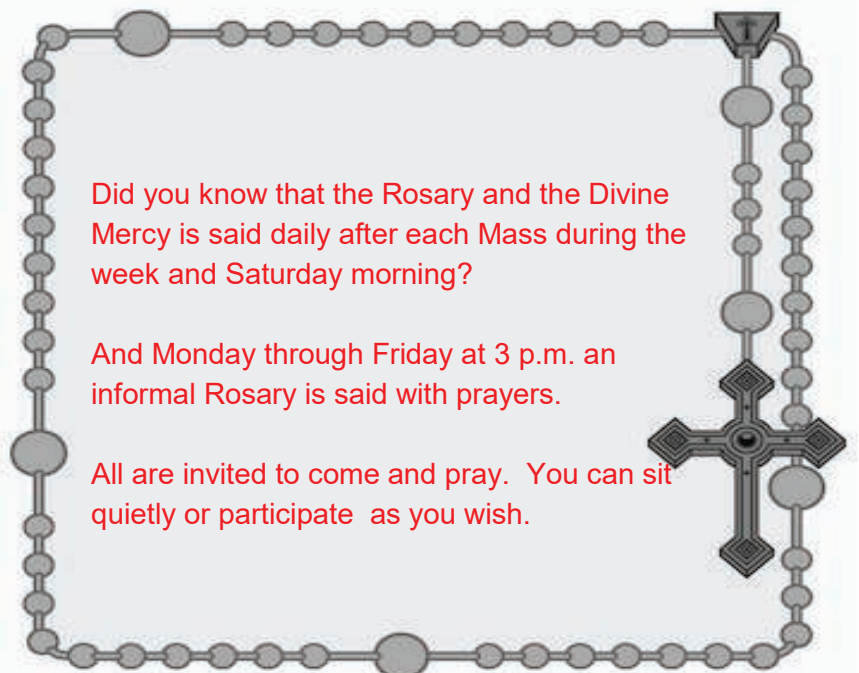 Did you know that the Rosary and the Divine
Mercy is said daily after each Mass during the
week and Saturday morning?
And Monday through Friday at 3 p.m. an
informal Rosary is said with prayers.
All are invited to come and pray.  You can sit
quietly or participate  as you wish.